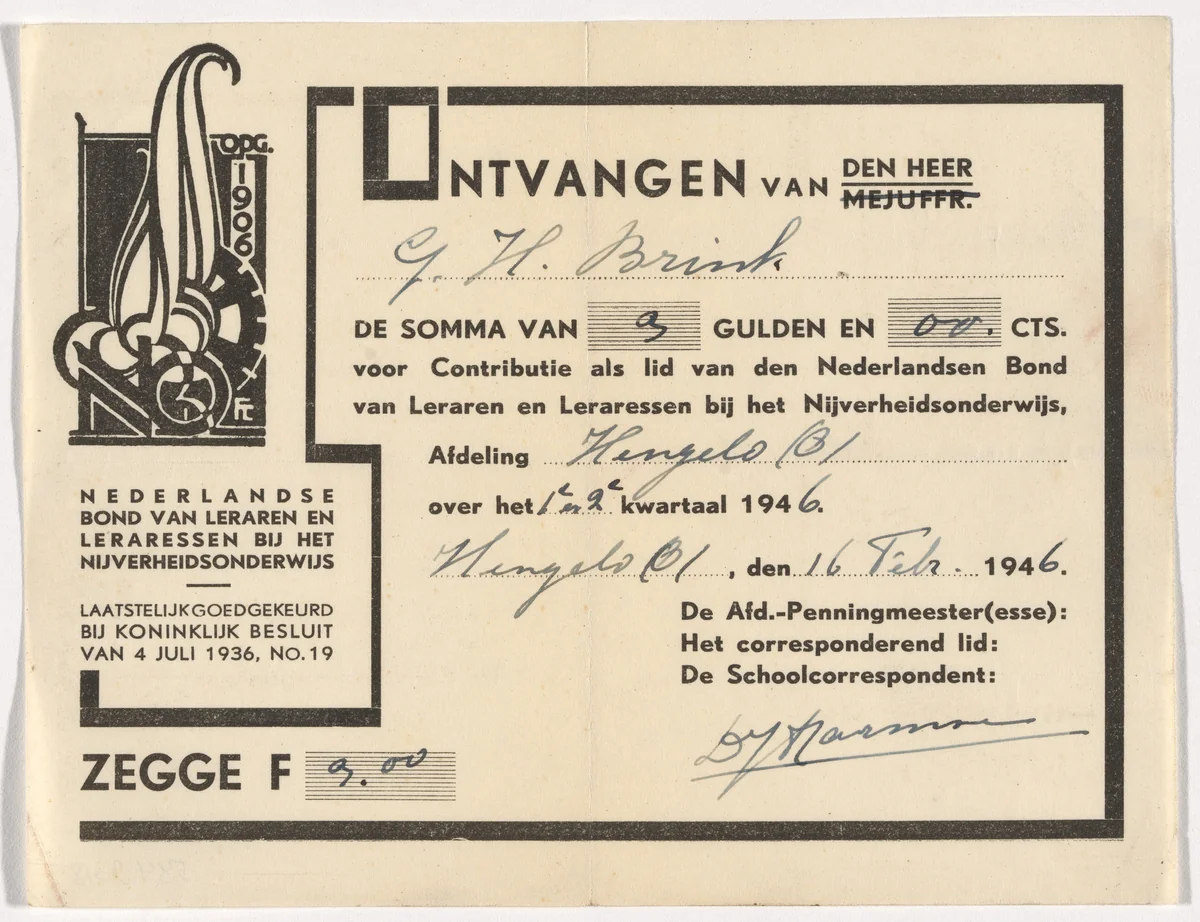 OPG.
1906
NEDERLANDSE
BOND VAN LERAREN EN
LERARESSEN BIJ HET
NIJVERHEIDSONDERWIJS
LAATSTELIJK GOEDGEKEURD
BIJ KONINKLIJK BESLUIT
VAN 4 JULI 1936, NO. 19
ZEGGE F 9.00
ONTVANGEN VAN DEN HEER
MEJUFFR.
G. H. Brink
DE SOMMA VAN 9 GULDEN EN 00. CTS.
voor Contributie als lid van den Nederlandsen Bond
van Leraren en Leraressen bij het Nijverheidsonderwijs,
Afdeling Hengelo
over het 1e en 2e kwartaal 1946.
Hengelo , den 16 Febr. 1946.
De Afd.-Penningmeester(esse):
Het corresponderend lid:
De Schoolcorrespondent: